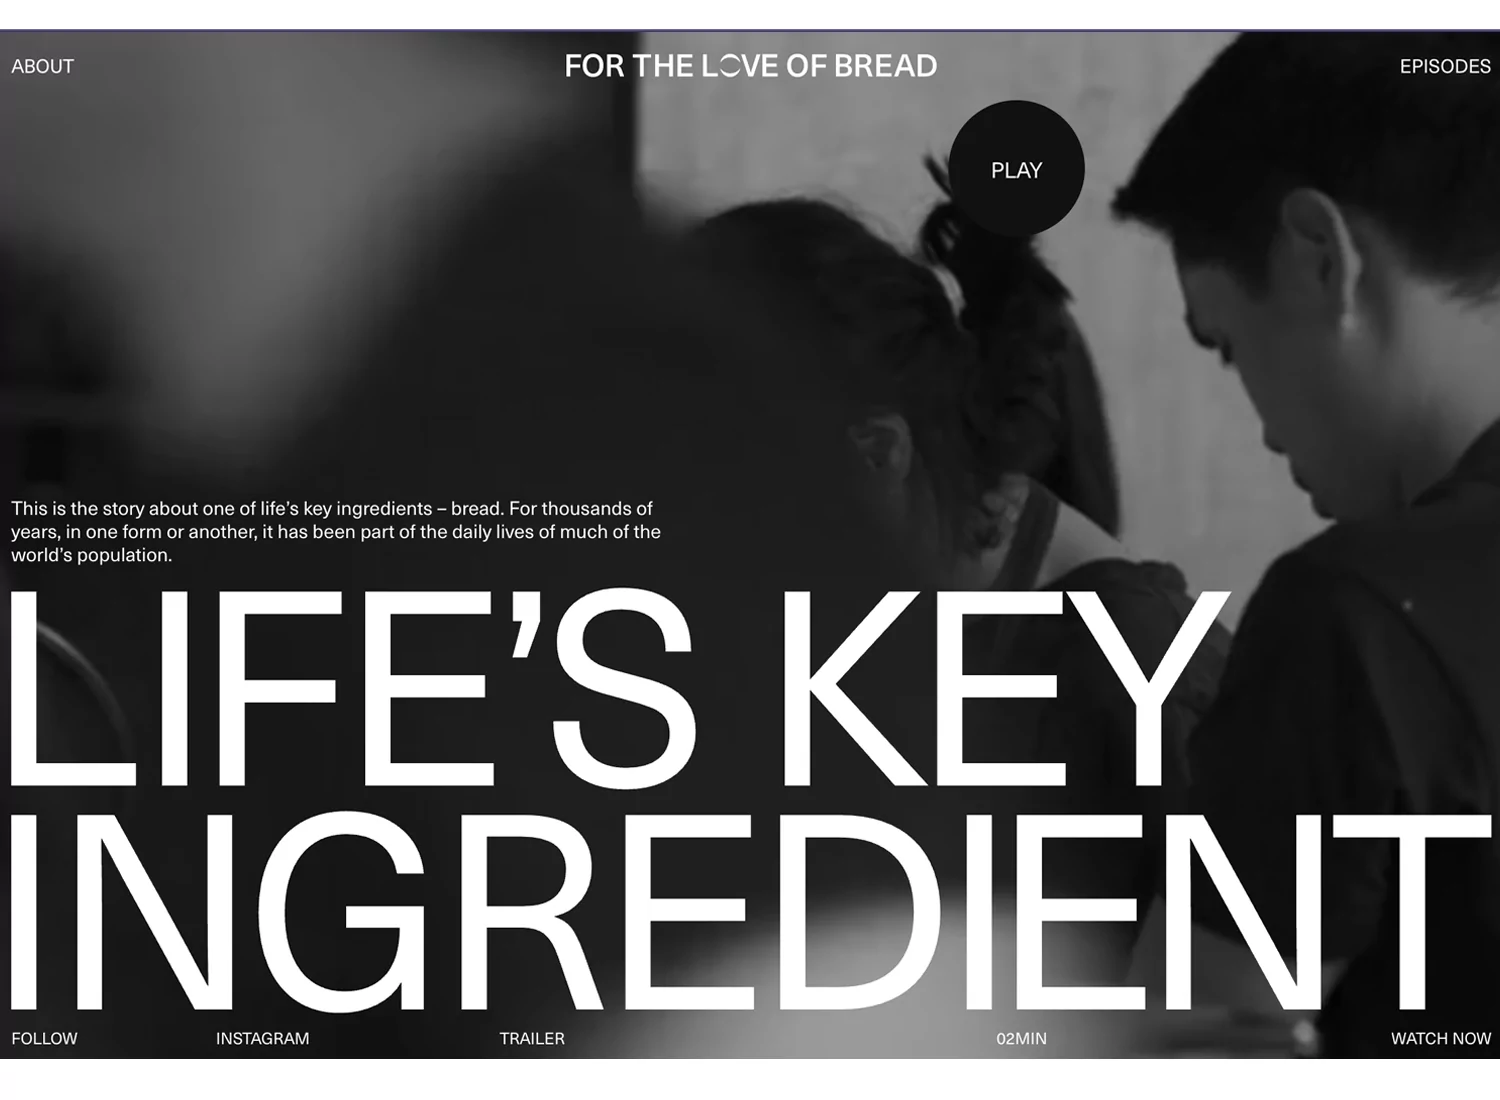 ABOUT
FOR THE LOVE OF BREAD
EPISODES
PLAY
This is the story about one of life’s key ingredients – bread. For thousands of
years, in one form or another, it has been part of the daily lives of much of the
world’s population.
LIFE’S KEY
INGREDIENT
FOLLOW
INSTAGRAM
TRAILER
02MIN
WATCH NOW